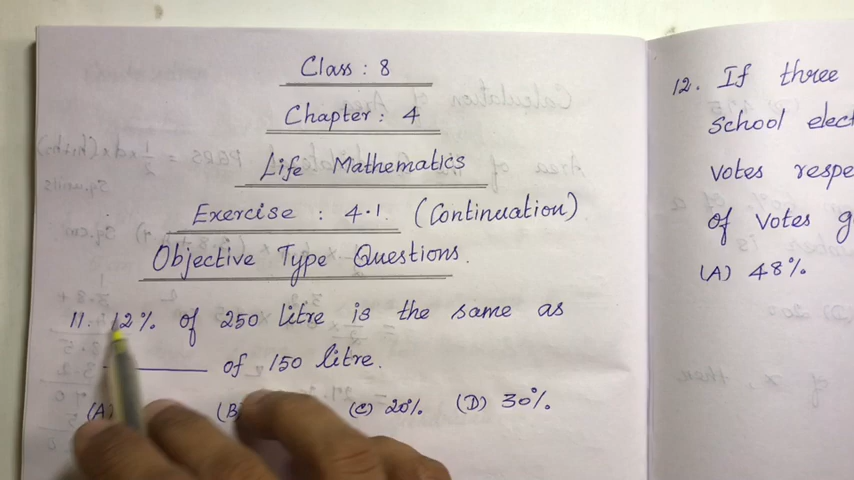 Class : 8
Chapter : 4
Life Mathematics
Exercise : 4.1 (Continuation)
Objective Type Questions.
11. 12% of 250 litre is the same as
______ of 150 litre.
(A) (B) (C) 20% (D) 30%.
12. If three
school elect
votes respe
of votes g
(A) 48%